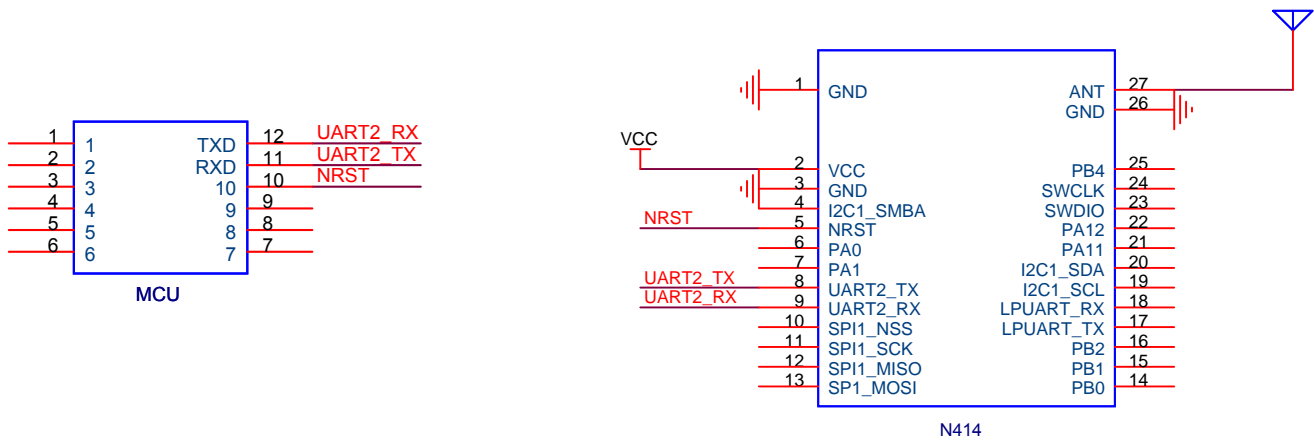 1 1 TXD 12 UART2_RX
2 2 RXD 11 UART2_TX
3 3 10 10 NRST
4 4 9 9
5 5 8 8
6 6 7 7
MCU
1 GND ANT 27
GND 26
VCC
2 VCC PB4 25
3 GND SWCLK 24
4 I2C1_SMBA SWDIO 23
NRST 5 NRST PA12 22
6 PA0 PA11 21
7 PA1 I2C1_SDA 20
UART2_TX 8 UART2_TX I2C1_SCL 19
UART2_RX 9 UART2_RX LPUART_RX 18
10 SPI1_NSS LPUART_TX 17
11 SPI1_SCK PB2 16
12 SPI1_MISO PB1 15
13 SP1_MOSI PB0 14
N414